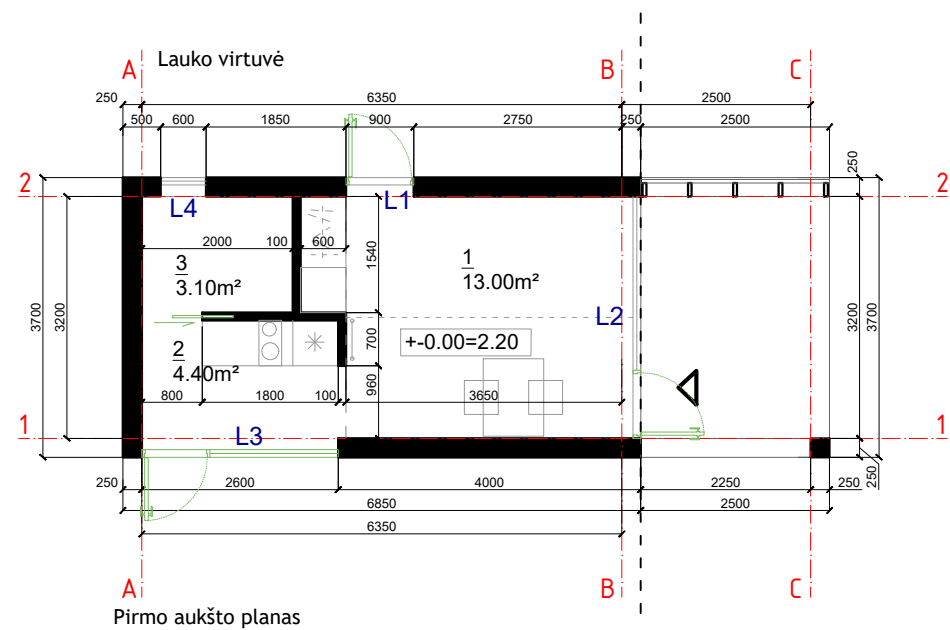 Lauko virtuvė
A
B
C
250
6350
2500
500
600
1850
900
2750
250
2500
250
2
2
L4
L1
2000
100
600
1540
1
13.00m²
3
3.10m²
3700
3200
L2
3200
3700
700
+-0.00=2.20
2
4.40m²
960
800
1800
100
3650
1
1
L3
250
2600
4000
2250
250
250
6850
2500
6350
A
B
C
Pirmo aukšto planas